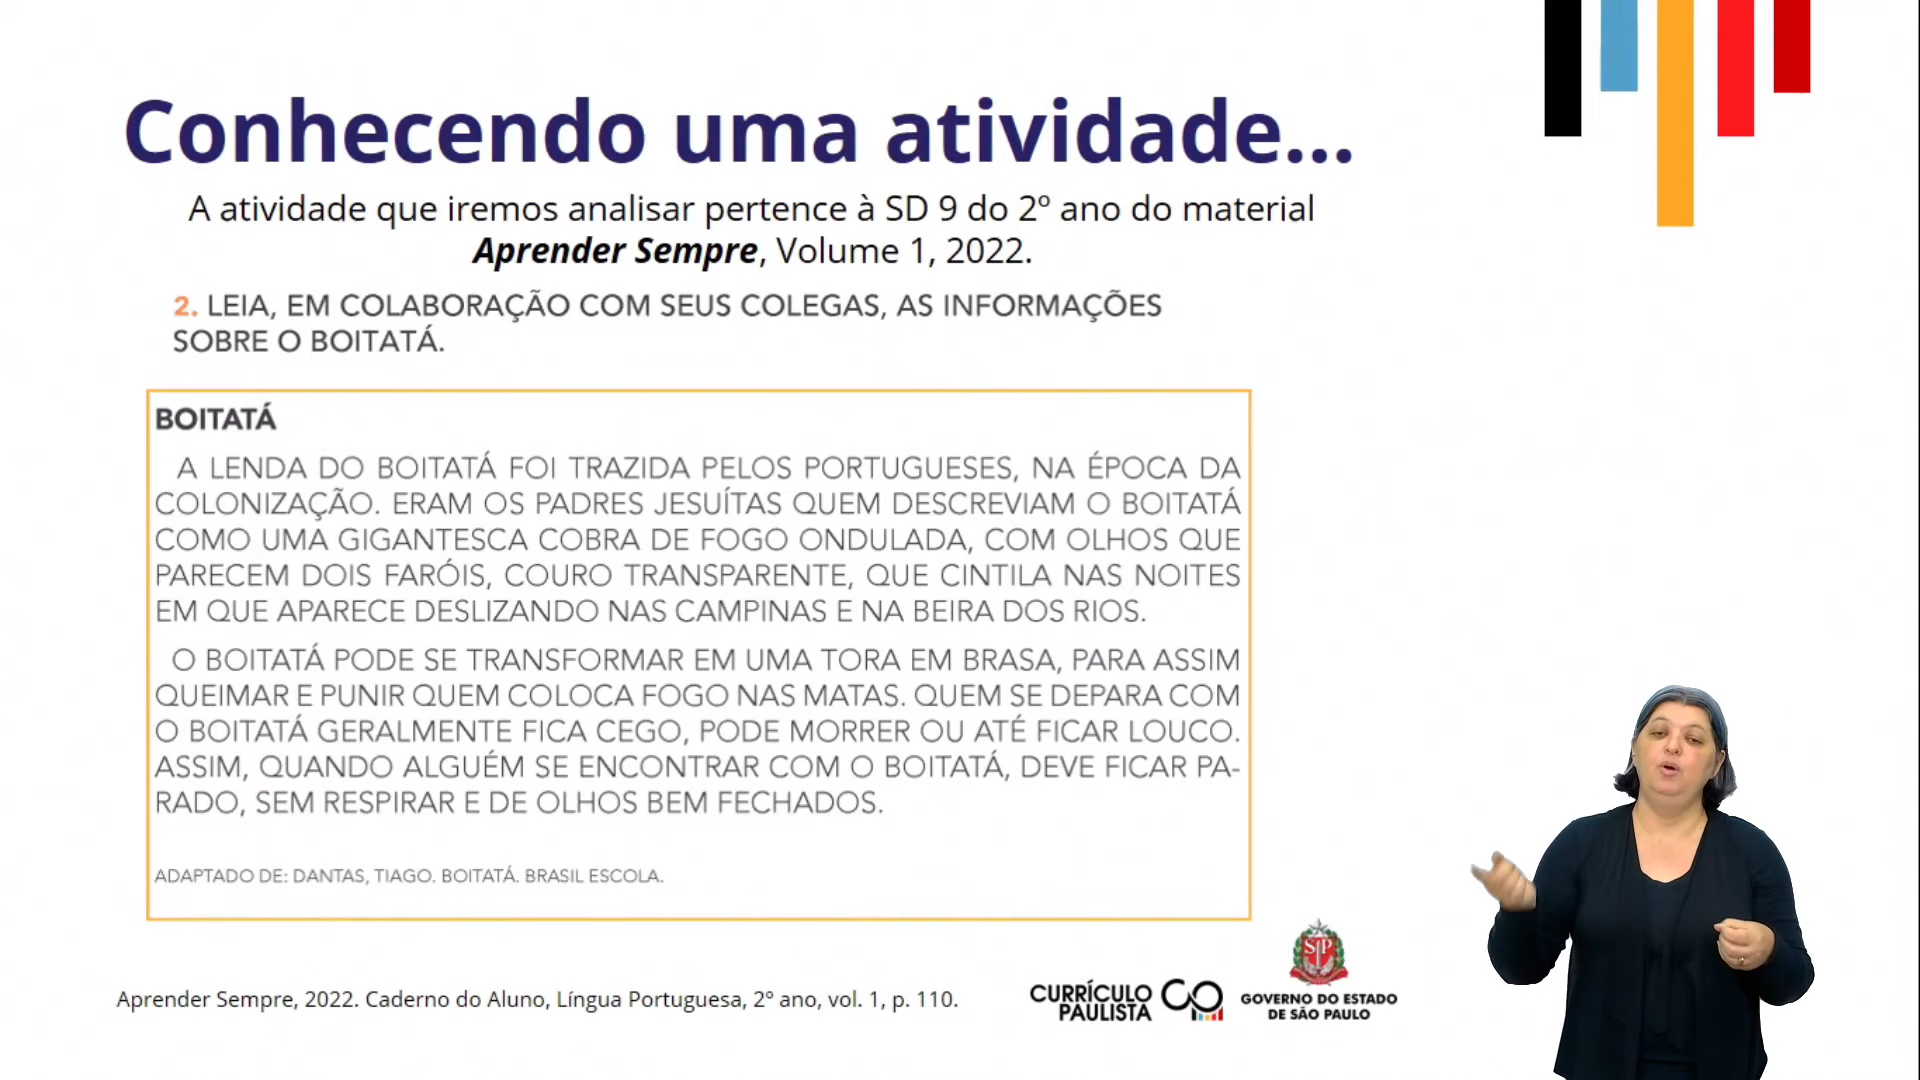 Conhecendo uma atividade...
A atividade que iremos analisar pertence à SD 9 do 2º ano do material
Aprender Sempre, Volume 1, 2022.
2. LEIA, EM COLABORAÇÃO COM SEUS COLEGAS, AS INFORMAÇÕES
SOBRE O BOITATÁ.
BOITATÁ
A LENDA DO BOITATÁ FOI TRAZIDA PELOS PORTUGUESES, NA ÉPOCA DA
COLONIZAÇÃO. ERAM OS PADRES JESUÍTAS QUEM DESCREVIAM O BOITATÁ
COMO UMA GIGANTESCA COBRA DE FOGO ONDULADA, COM OLHOS QUE
PARECEM DOIS FARÓIS, COURO TRANSPARENTE, QUE CINTILA NAS NOITES
EM QUE APARECE DESLIZANDO NAS CAMPINAS E NA BEIRA DOS RIOS.
O BOITATÁ PODE SE TRANSFORMAR EM UMA TORA EM BRASA, PARA ASSIM
QUEIMAR E PUNIR QUEM COLOCA FOGO NAS MATAS. QUEM SE DEPARA COM
O BOITATÁ GERALMENTE FICA CEGO, PODE MORRER OU ATÉ FICAR LOUCO.
ASSIM, QUANDO ALGUÉM SE ENCONTRAR COM O BOITATÁ, DEVE FICAR PA-
RADO, SEM RESPIRAR E DE OLHOS BEM FECHADOS.
ADAPTADO DE: DANTAS, TIAGO. BOITATÁ. BRASIL ESCOLA.
Aprender Sempre, 2022. Caderno do Aluno, Língua Portuguesa, 2º ano, vol. 1, p. 110.
CURRÍCULO
PAULISTA
SP
GOVERNO DO ESTADO
DE SÃO PAULO